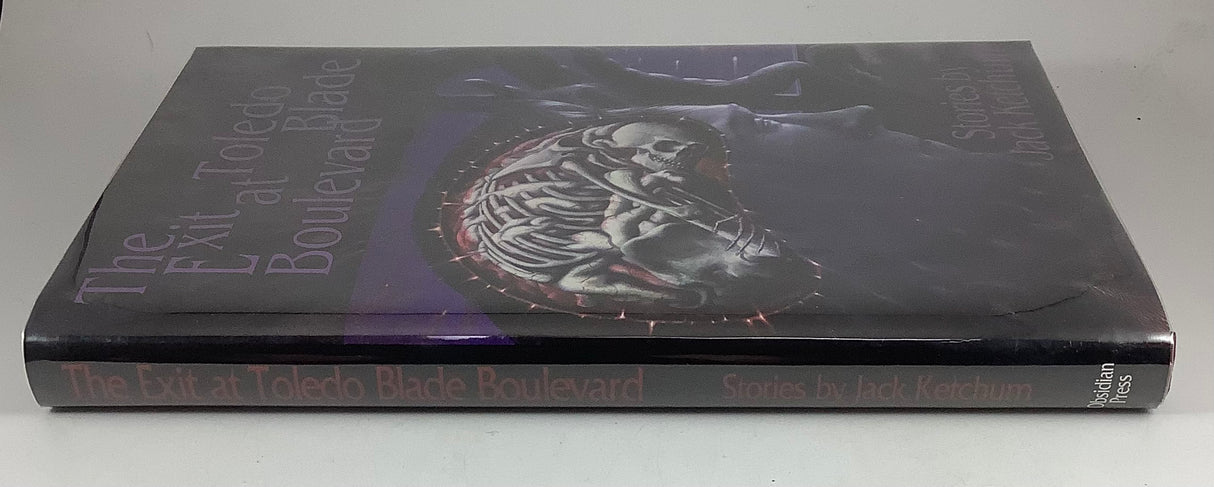 The
Exit
at Toledo
Blade
Boulevard
Stories by
Jack Ketchum
The Exit at Toledo Blade Boulevard
Stories by Jack Ketchum
Obsidian
Press